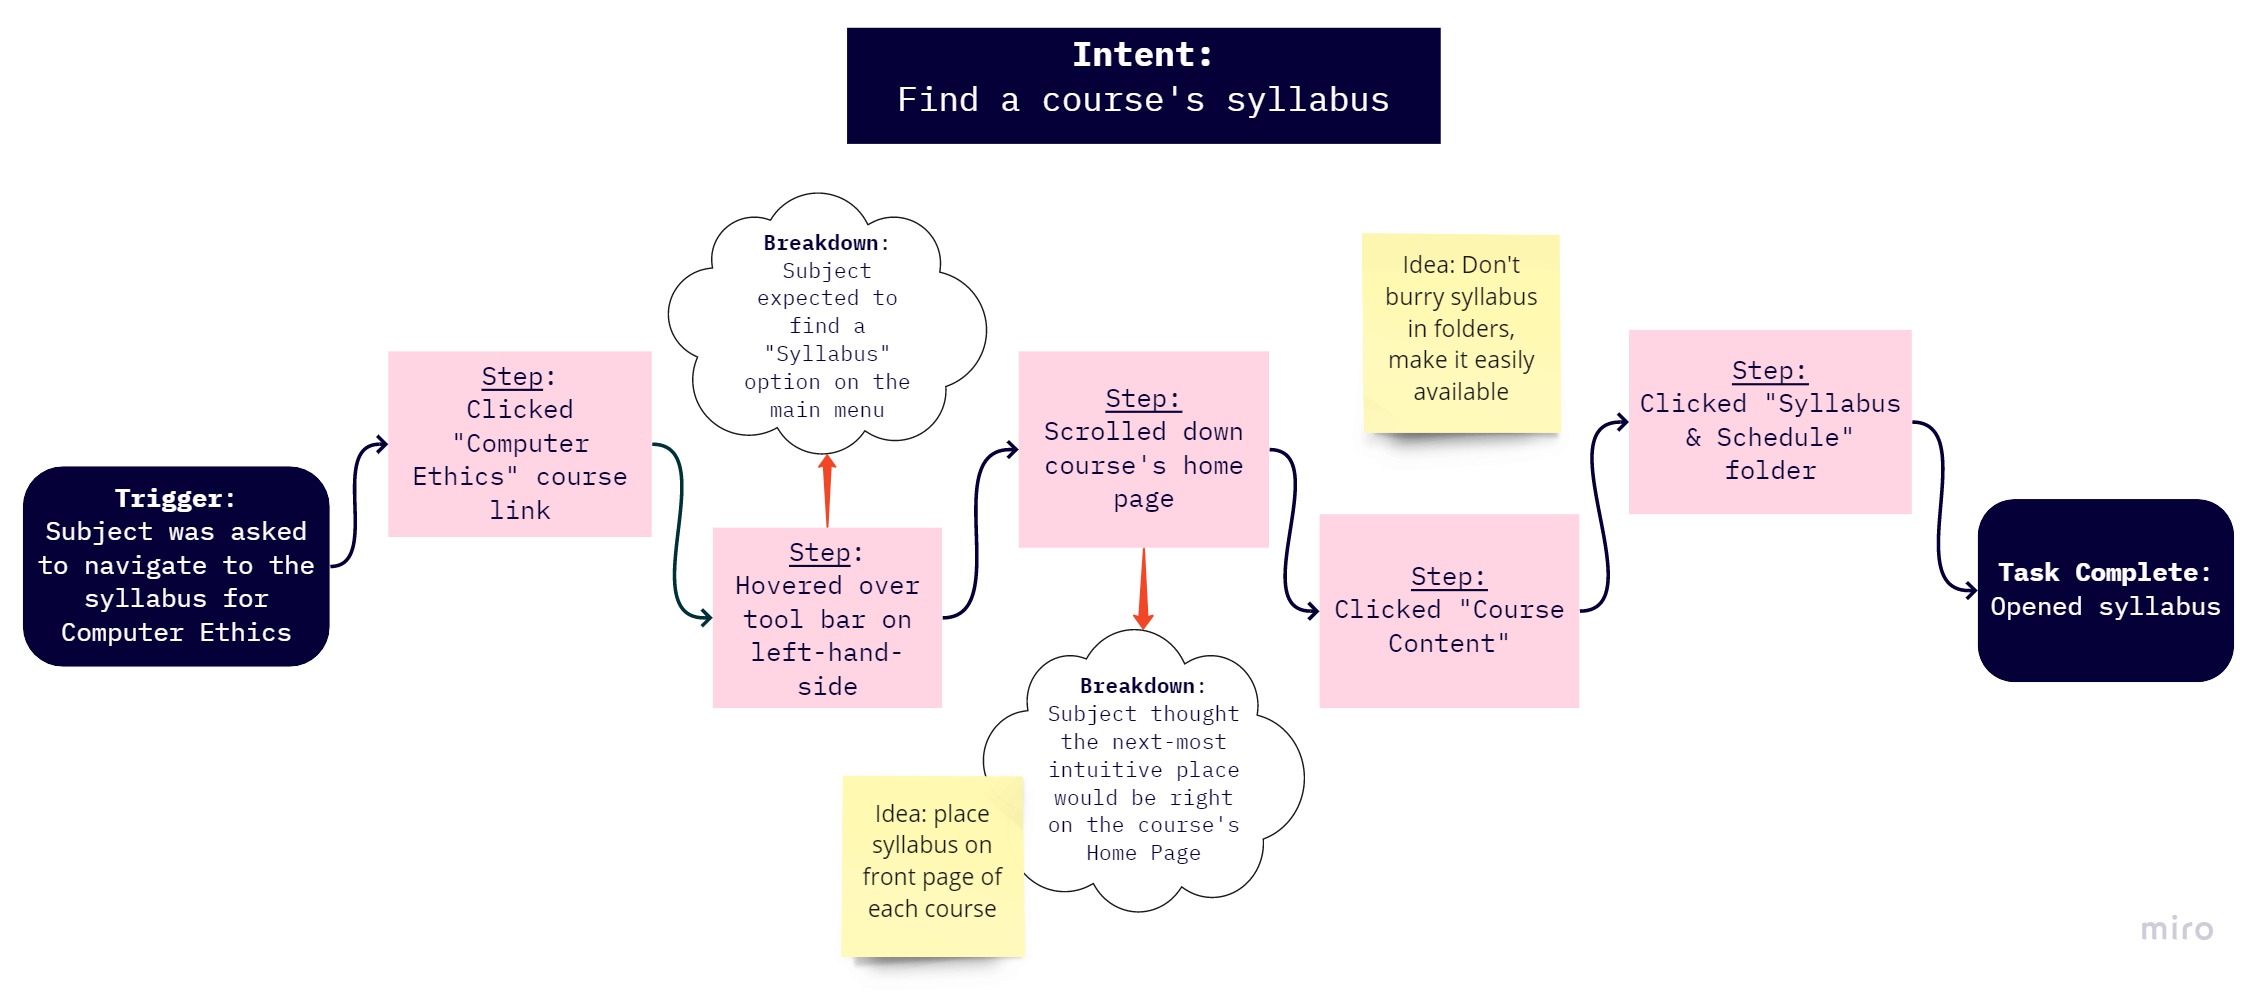 Intent:
Find a course's syllabus
Trigger:
Subject was asked
to navigate to the
syllabus for
Computer Ethics
Step:
Clicked
"Computer
Ethics" course
link
Breakdown:
Subject
expected to
find a
"Syllabus"
option on the
main menu
Step:
Hovered over
tool bar on
left-hand-
side
Step:
Scrolled down
course's home
page
Breakdown:
Subject thought
the next-most
intuitive place
would be right
on the course's
Home Page
Idea: place
syllabus on
front page of
each course
Idea: Don't
burry syllabus
in folders,
make it easily
available
Step:
Clicked "Course
Content"
Step:
Clicked "Syllabus
& Schedule"
folder
Task Complete:
Opened syllabus
miro